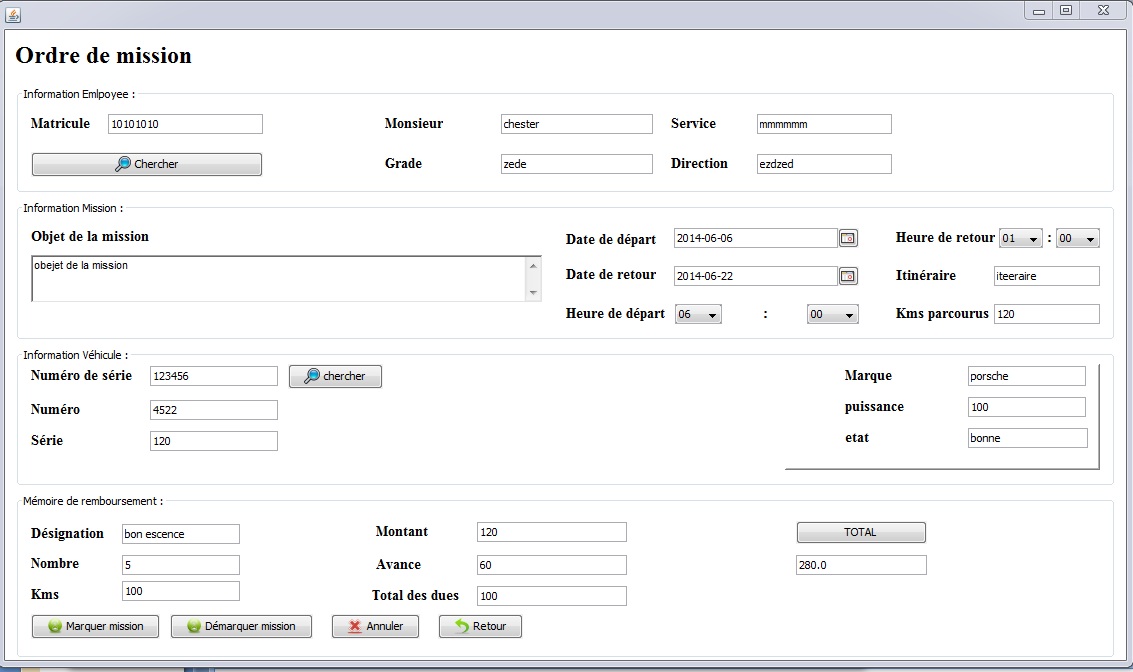 Ordre de mission
Information Emlpoyee :
Matricule 10101010 Monsieur chester Service mmmmmm
Chercher Grade zede Direction ezdzed
Information Mission :
Objet de la mission
obejet de la mission
Date de départ 2014-06-06 Heure de retour 01 : 00
Date de retour 2014-06-22 Itinéraire iteeraire
Heure de départ 06 : 00 Kms parcourus 120
Information Véhicule :
Numéro de série 123456 chercher Marque porsche
Numéro 4522 puissance 100
Série 120 etat bonne
Mémoire de remboursement :
Désignation bon escence Montant 120 TOTAL
Nombre 5 Avance 60 280.0
Kms 100 Total des dues 100
Marquer mission Démarquer mission Annuler Retour